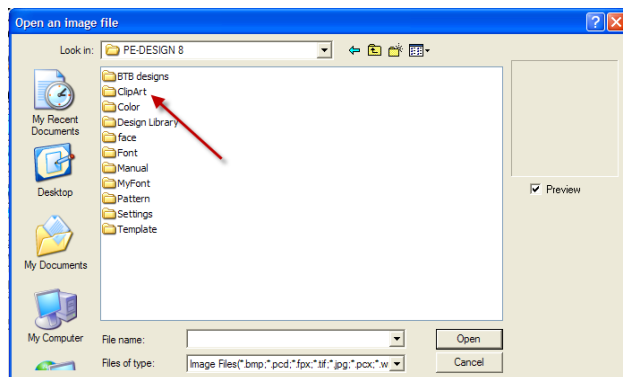 Open an image file
Look in: PE-DESIGN 8
BTB designs
ClipArt
Color
Design Library
face
Font
Manual
MyFont
Pattern
Settings
Template
My Recent
Documents
Desktop
My Documents
My Computer
Preview
File name:
Open
Files of type: Image Files(*.bmp;*.pcd;*.fpx;*.tif;*.jpg;*.pcx;*.w
Cancel